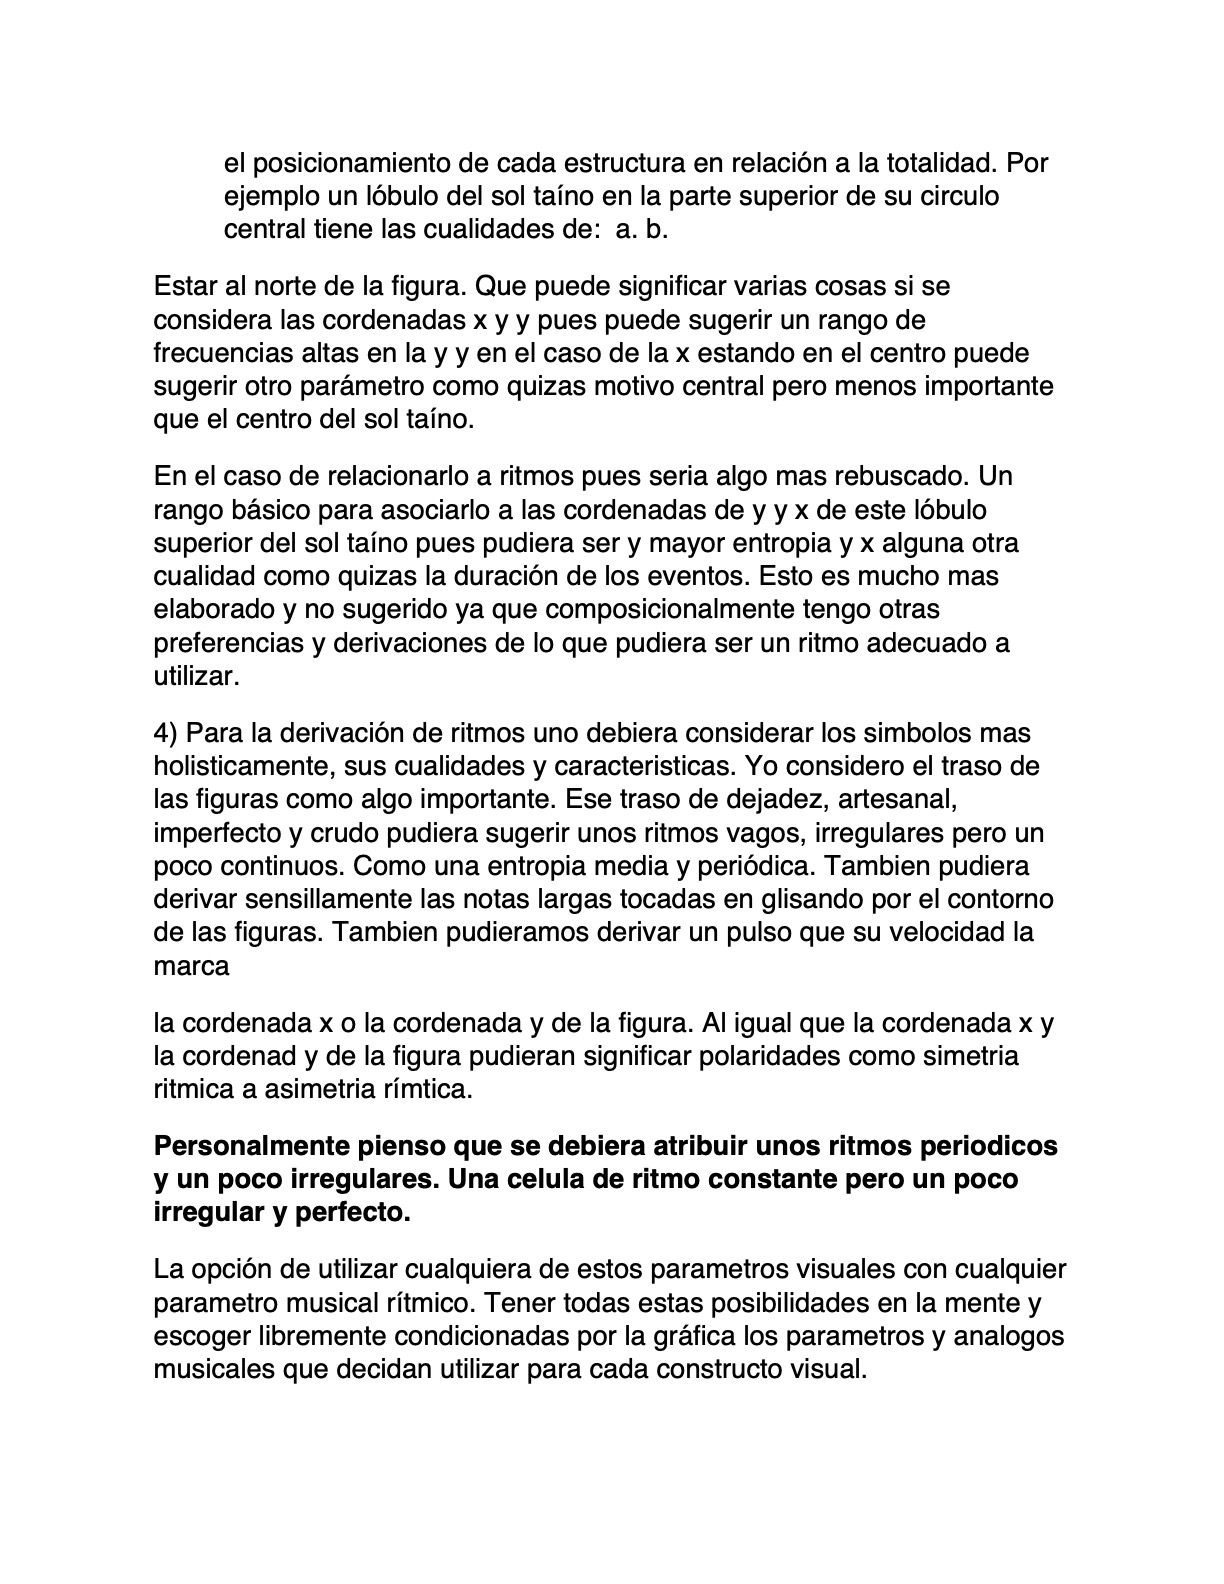 el posicionamiento de cada estructura en relación a la totalidad. Por
ejemplo un lóbulo del sol taíno en la parte superior de su circulo
central tiene las cualidades de:  a. b.
Estar al norte de la figura. Que puede significar varias cosas si se
considera las cordenadas x y y pues puede sugerir un rango de
frecuencias altas en la y y en el caso de la x estando en el centro puede
sugerir otro parámetro como quizas motivo central pero menos importante
que el centro del sol taíno.
En el caso de relacionarlo a ritmos pues seria algo mas rebuscado. Un
rango básico para asociarlo a las cordenadas de y y x de este lóbulo
superior del sol taíno pues pudiera ser y mayor entropia y x alguna otra
cualidad como quizas la duración de los eventos. Esto es mucho mas
elaborado y no sugerido ya que composicionalmente tengo otras
preferencias y derivaciones de lo que pudiera ser un ritmo adecuado a
utilizar.
4) Para la derivación de ritmos uno debiera considerar los simbolos mas
holisticamente, sus cualidades y caracteristicas. Yo considero el traso de
las figuras como algo importante. Ese traso de dejadez, artesanal,
imperfecto y crudo pudiera sugerir unos ritmos vagos, irregulares pero un
poco continuos. Como una entropia media y periódica. Tambien pudiera
derivar sensillamente las notas largas tocadas en glisando por el contorno
de las figuras. Tambien pudieramos derivar un pulso que su velocidad la
marca
la cordenada x o la cordenada y de la figura. Al igual que la cordenada x y
la cordenad y de la figura pudieran significar polaridades como simetria
ritmica a asimetria rímtica.
Personalmente pienso que se debiera atribuir unos ritmos periodicos
y un poco irregulares. Una celula de ritmo constante pero un poco
irregular y perfecto.
La opción de utilizar cualquiera de estos parametros visuales con cualquier
parametro musical rítmico. Tener todas estas posibilidades en la mente y
escoger libremente condicionadas por la gráfica los parametros y analogos
musicales que decidan utilizar para cada constructo visual.